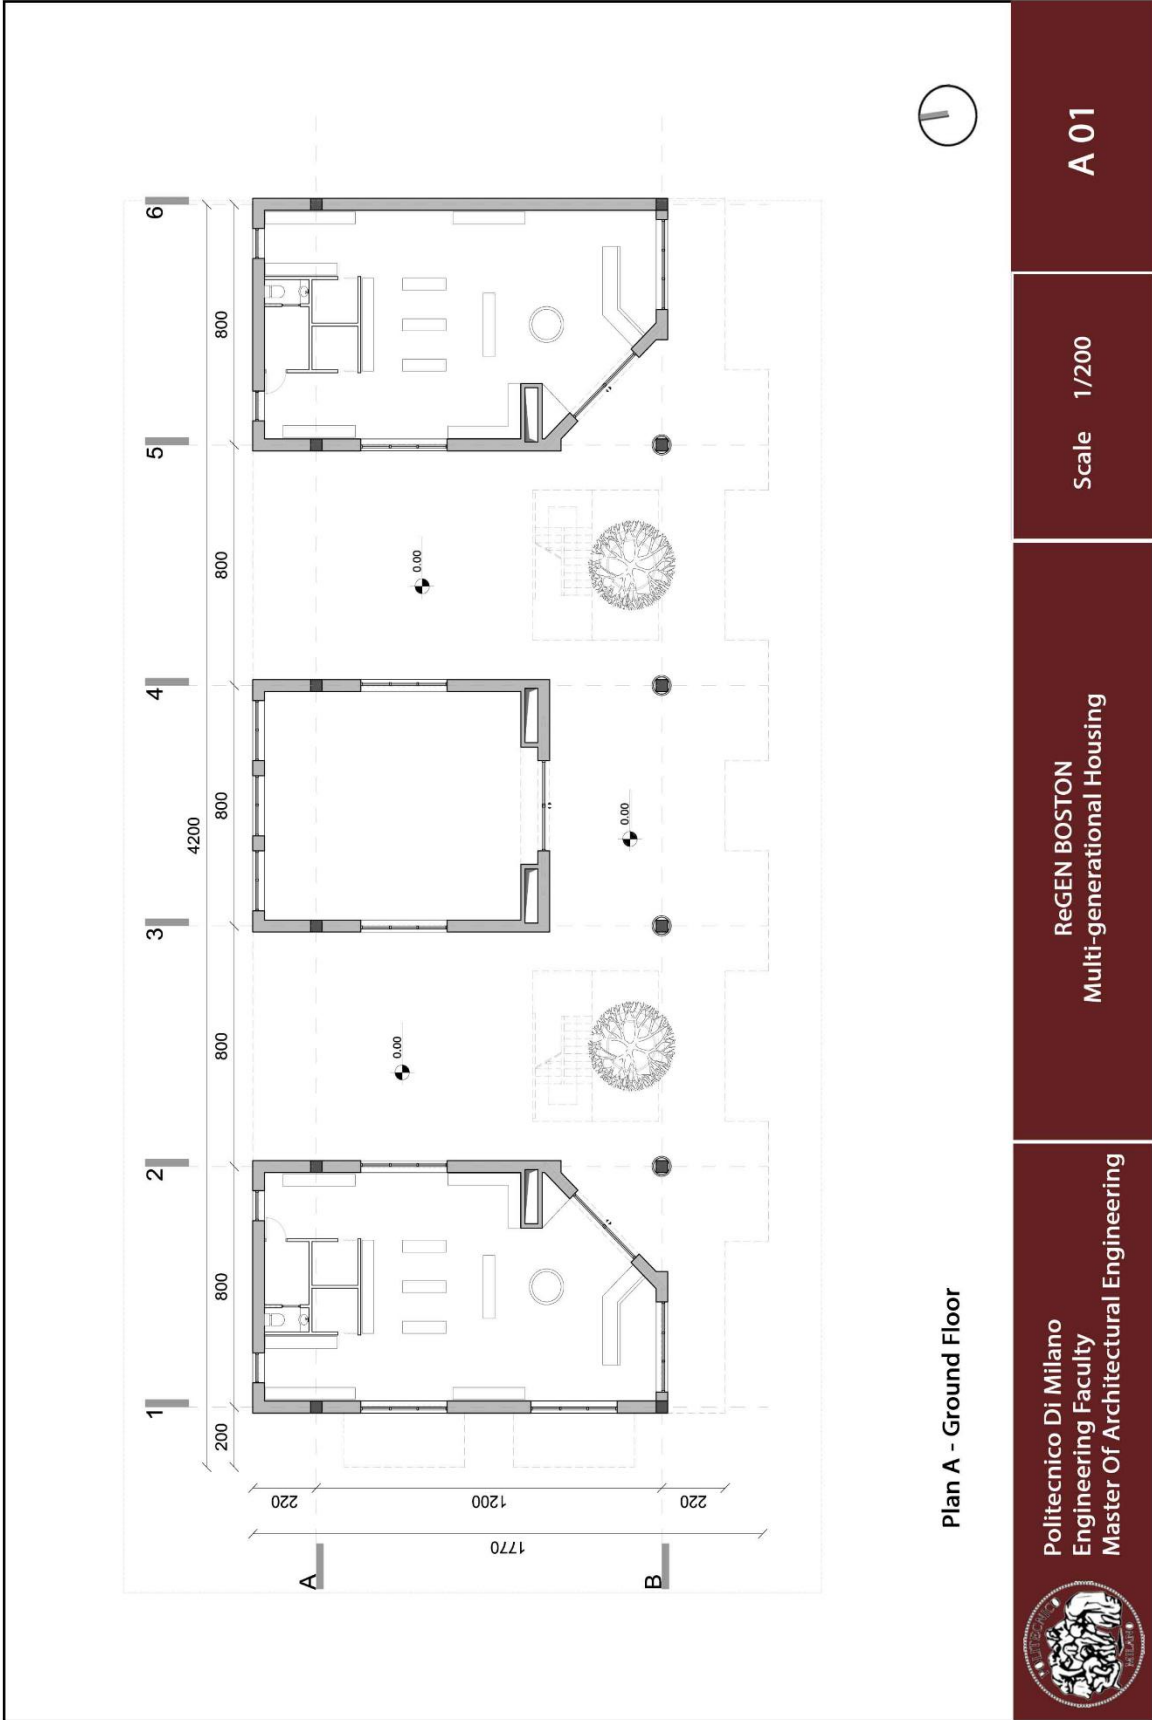 1
2
3
4
5
6
4200
200
800
800
800
800
800
A
B
220
1200
220
1770
0.00
0.00
0.00
Plan A - Ground Floor
POLITECNICO
MILANO
Politecnico Di Milano
Engineering Faculty
Master Of Architectural Engineering
ReGEN BOSTON
Multi-generational Housing
Scale 1/200
A 01